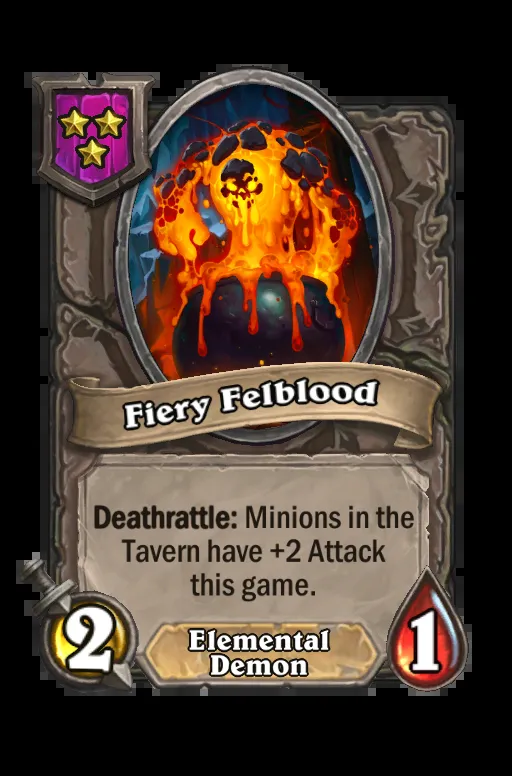 Fiery Felblood
Deathrattle: Minions in the
Tavern have +2 Attack
this game.
2
Elemental
Demon
1